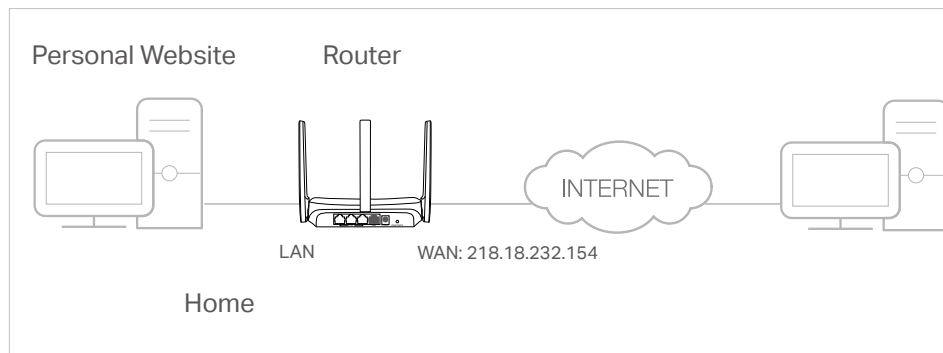 Personal Website
Router
INTERNET
LAN
WAN: 218.18.232.154
Home